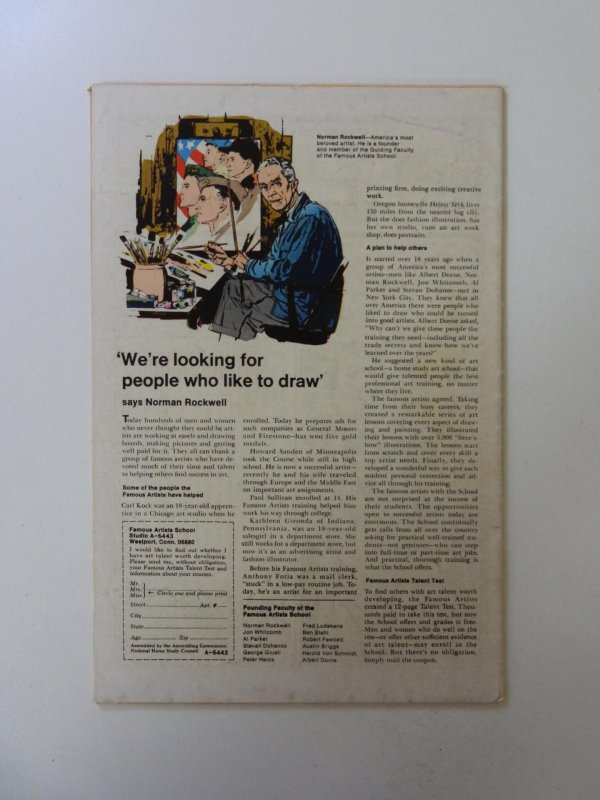 Norman Rockwell—America's most
beloved artist. He is a founder
and member of the Guiding Faculty
of the Famous Artists School.
'We're looking for
people who like to draw'
says Norman Rockwell
Today hundreds of men and women
who never thought they could be art-
ists are working at easels and drawing
boards, making pictures and getting
well paid for it. They all can thank a
group of famous artists who have de-
voted much of their time and talent
to helping others find success in art.
Some of the people the
Famous Artists have helped
Carl Kock was an 18-year-old appren-
tice in a Chicago art studio when he
enrolled. Today he prepares ads for
such companies as General Motors
and Firestone—has won five gold
medals.
Howard Sanden of Minneapolis
took the Course while still in high
school. He is now a successful artist—
recently he and his wife traveled
through Europe and the Middle East
on important art assignments.
Paul Sullivan enrolled at 14. His
Famous Artists training helped him
work his way through college.
Kathleen Gironda of Indiana,
Pennsylvania, was an 18-year-old
salesgirl in a department store. She
still works for a department store, but
now it's as an advertising artist and
fashion illustrator.
Before his Famous Artists training,
Anthony Fotia was a mail clerk,
"stuck" in a low-pay routine job. To-
day, he's an artist for an important
printing firm, doing exciting creative
work.
Oregon housewife Helen Tryk lives
150 miles from the nearest big city.
But she does fashion illustration, has
her own studio, runs an art work
shop, does portraits.
A plan to help others
It started over 18 years ago when a
group of America's most successful
artists—men like Albert Dorne, Nor-
man Rockwell, Jon Whitcomb, Al
Parker and Stevan Dohanos—met in
New York City. They knew that all
over America there were people who
liked to draw who could be turned
into good artists. Albert Dorne asked,
"Why can't we give these people the
training they need—including all the
trade secrets and know-how we've
learned over the years?"
He suggested a new kind of art
school—a home study art school—that
would give talented people the best
professional art training, no matter
where they live.
The famous artists agreed. Taking
time from their busy careers, they
created a remarkable series of art
lessons covering every aspect of draw-
ing and painting. They illustrated
their lessons with over 5,000 "here's-
how" illustrations. The lessons start
from scratch and cover every skill a
top artist needs. Finally, they de-
veloped a wonderful way to give each
student personal correction and ad-
vice all through his training.
The famous artists with the School
are not surprised at the success of
their students. The opportunities
open to successful artist today are
enormous. The School continually
gets calls from all over the country
asking for practical well-trained stu-
dents—not geniuses—who can step
into full-time or part-time art jobs.
And practical, thorough training is
what the School offers.
Famous Artists Talent Test
To find others with art talent worth
developing, the Famous Artists
created a 12-page Talent Test. Thou-
sands paid to take this test, but now
the School offers and grades it free.
Men and women who do well on the
test—or offer other sufficient evidence
of art talent—may enroll in the
School. But there's no obligation.
Simply mail the coupon.
Famous Artists School
Studio A-6443
Westport, Conn. 06880
I would like to find out whether I
have art talent worth developing.
Please send me, without obligation,
your Famous Artists Talent Test and
information about your courses.
Mr.
Mrs.
Miss
← Circle one and please print
Street Apt. #
City
State
Age Zip
Accredited by the Accrediting Commission
National Home Study Council A-6443
Founding Faculty of the
Famous Artists School
Norman Rockwell
Jon Whitcomb
Al Parker
Stevan Dohanos
George Giusti
Peter Helck
Fred Ludekens
Ben Stahl
Robert Fawcett
Austin Briggs
Harold Von Schmidt
Albert Dorne